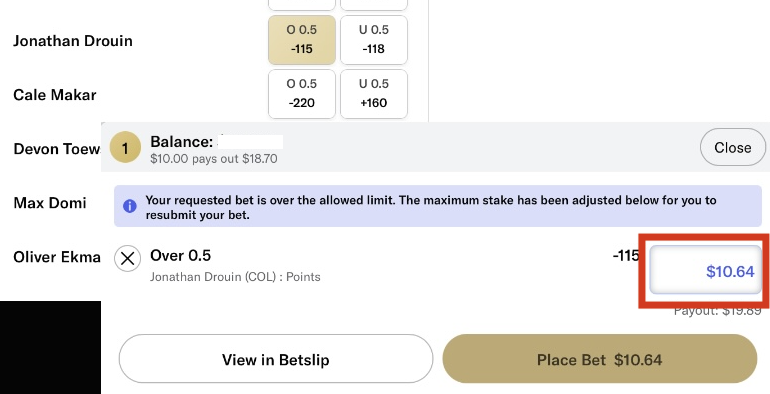 O 0.5 U 0.5
Jonathan Drouin
-115 -118
O 0.5 U 0.5
Cale Makar
-220 +160
1 Balance:
Close
$10.00 pays out $18.70
Devon Toew
Your requested bet is over the allowed limit. The maximum stake has been adjusted below for you to
resubmit your bet.
Max Domi
Oliver Ekma
Over 0.5 -115
$10.64
Jonathan Drouin (COL) : Points
Payout: $19.89
View in Betslip
Place Bet $10.64